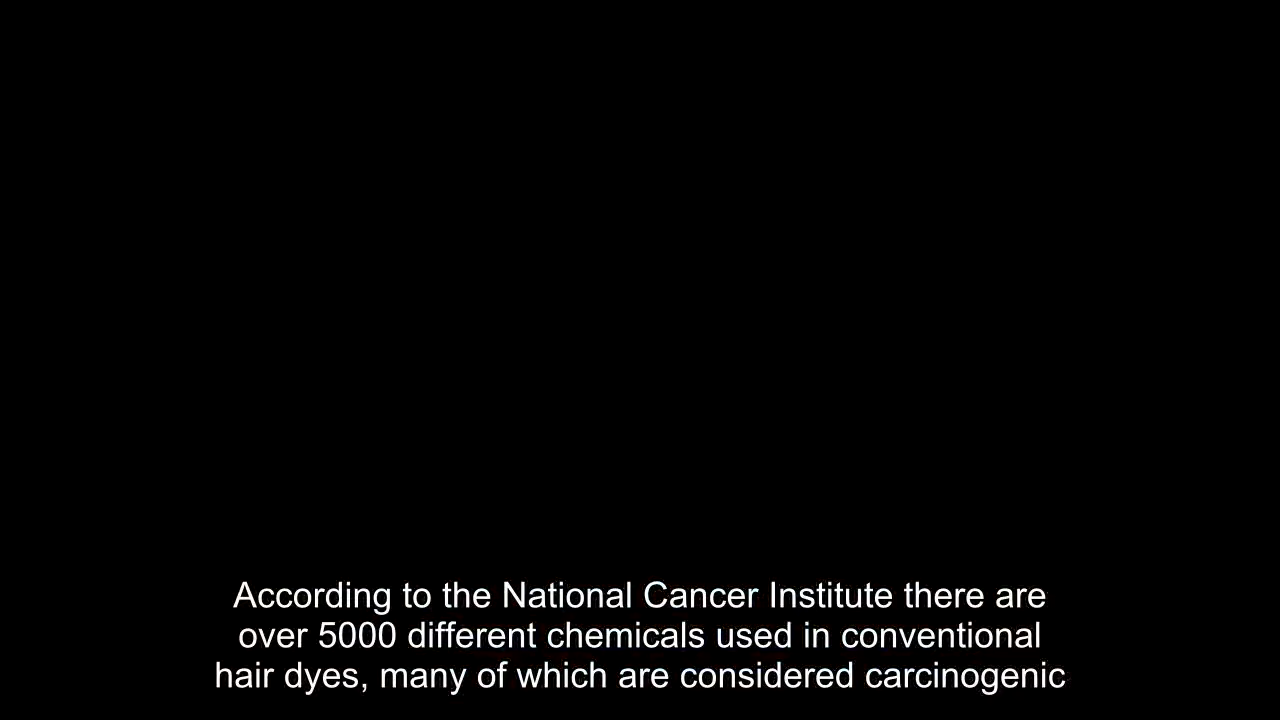 According to the National Cancer Institute there are
over 5000 different chemicals used in conventional
hair dyes, many of which are considered carcinogenic